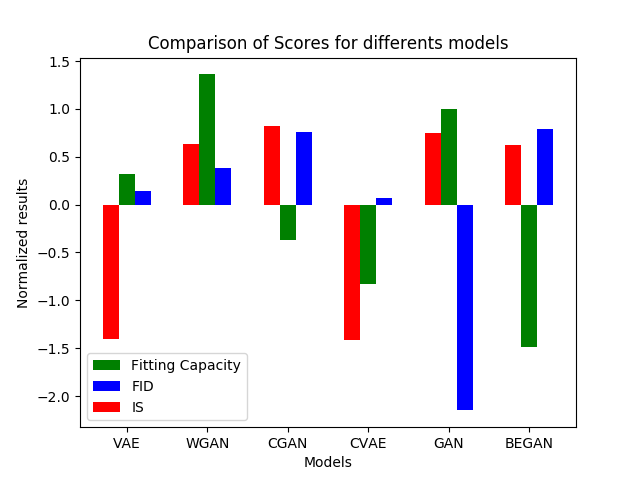 Comparison of Scores for differents models
1.5
1.0
0.5
0.0
−0.5
−1.0
−1.5
−2.0
Normalized results
Fitting Capacity
FID
IS
VAE WGAN CGAN CVAE GAN BEGAN
Models